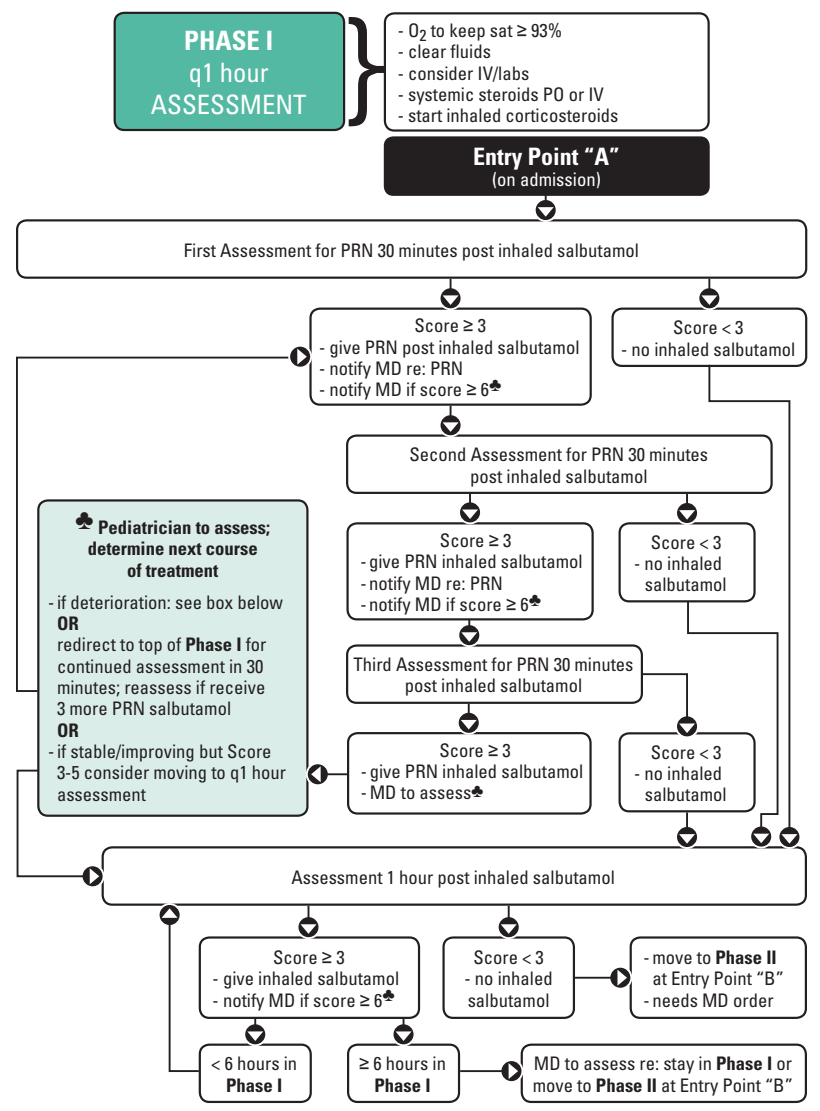 PHASE I
q1 hour
ASSESSMENT
- O2 to keep sat ≥ 93%
- clear fluids
- consider IV/labs
- systemic steroids PO or IV
- start inhaled corticosteroids
Entry Point “A”
(on admission)
First Assessment for PRN 30 minutes post inhaled salbutamol
Score ≥ 3
- give PRN post inhaled salbutamol
- notify MD re: PRN
- notify MD if score ≥ 6♣
Score < 3
- no inhaled salbutamol
Second Assessment for PRN 30 minutes
post inhaled salbutamol
Score ≥ 3
- give PRN inhaled salbutamol
- notify MD re: PRN
- notify MD if score ≥ 6♣
Score < 3
- no inhaled
salbutamol
♣ Pediatrician to assess;
determine next course
of treatment
- if deterioration: see box below
OR
redirect to top of Phase I for
continued assessment in 30
minutes; reassess if receive
3 more PRN salbutamol
OR
- if stable/improving but Score
3-5 consider moving to q1 hour
assessment
Third Assessment for PRN 30 minutes
post inhaled salbutamol
Score ≥ 3
- give PRN inhaled salbutamol
- MD to assess♣
Score < 3
- no inhaled
salbutamol
Assessment 1 hour post inhaled salbutamol
Score ≥ 3
- give inhaled salbutamol
- notify MD if score ≥ 6♣
Score < 3
- no inhaled
salbutamol
- move to Phase II
at Entry Point “B”
- needs MD order
< 6 hours in
Phase I
≥ 6 hours in
Phase I
MD to assess re: stay in Phase I or
move to Phase II at Entry Point “B”